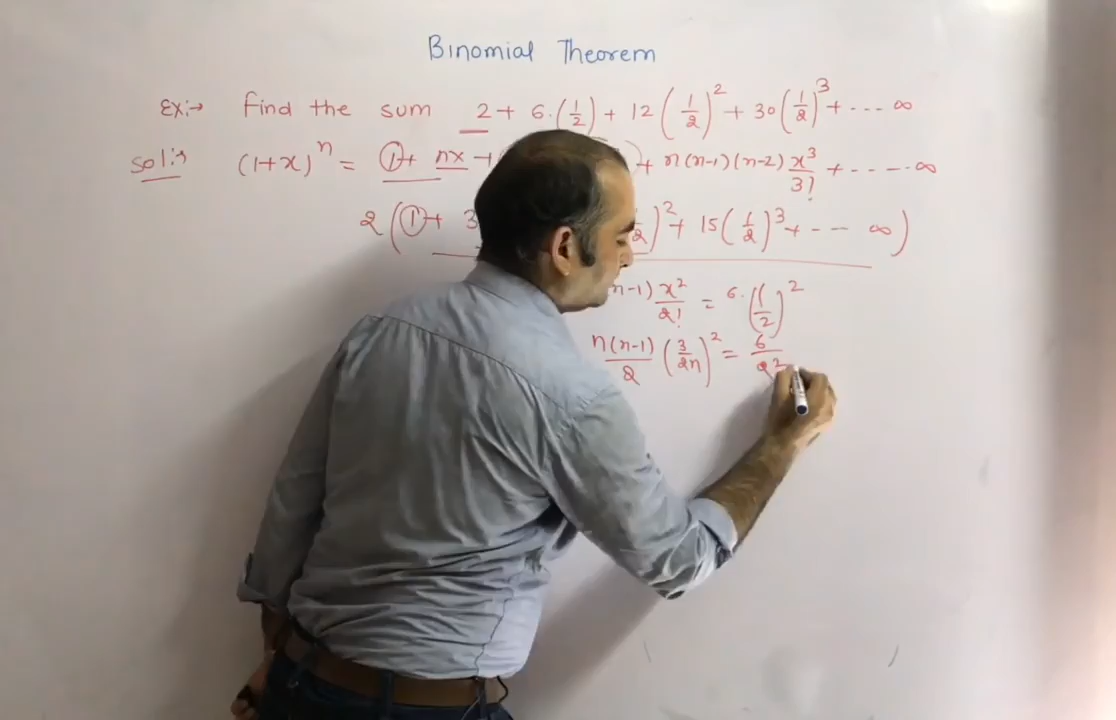 Binomial Theorem
Ex:→ Find the sum 2 + 6.(1/2) + 12(1/2)^2 + 30(1/2)^3 + ---- ∞
Sol:→ (1+x)^n = 1+ nx + + n(n-1)(n-2) x^3/3! + ----- ∞
2(1+ 3 2)^2 + 15(1/2)^3 + --- ∞)
n-1) x^2/2! = 6.(1/2)^2
n(n-1)/2 (3/2n)^2 = 6/2^2